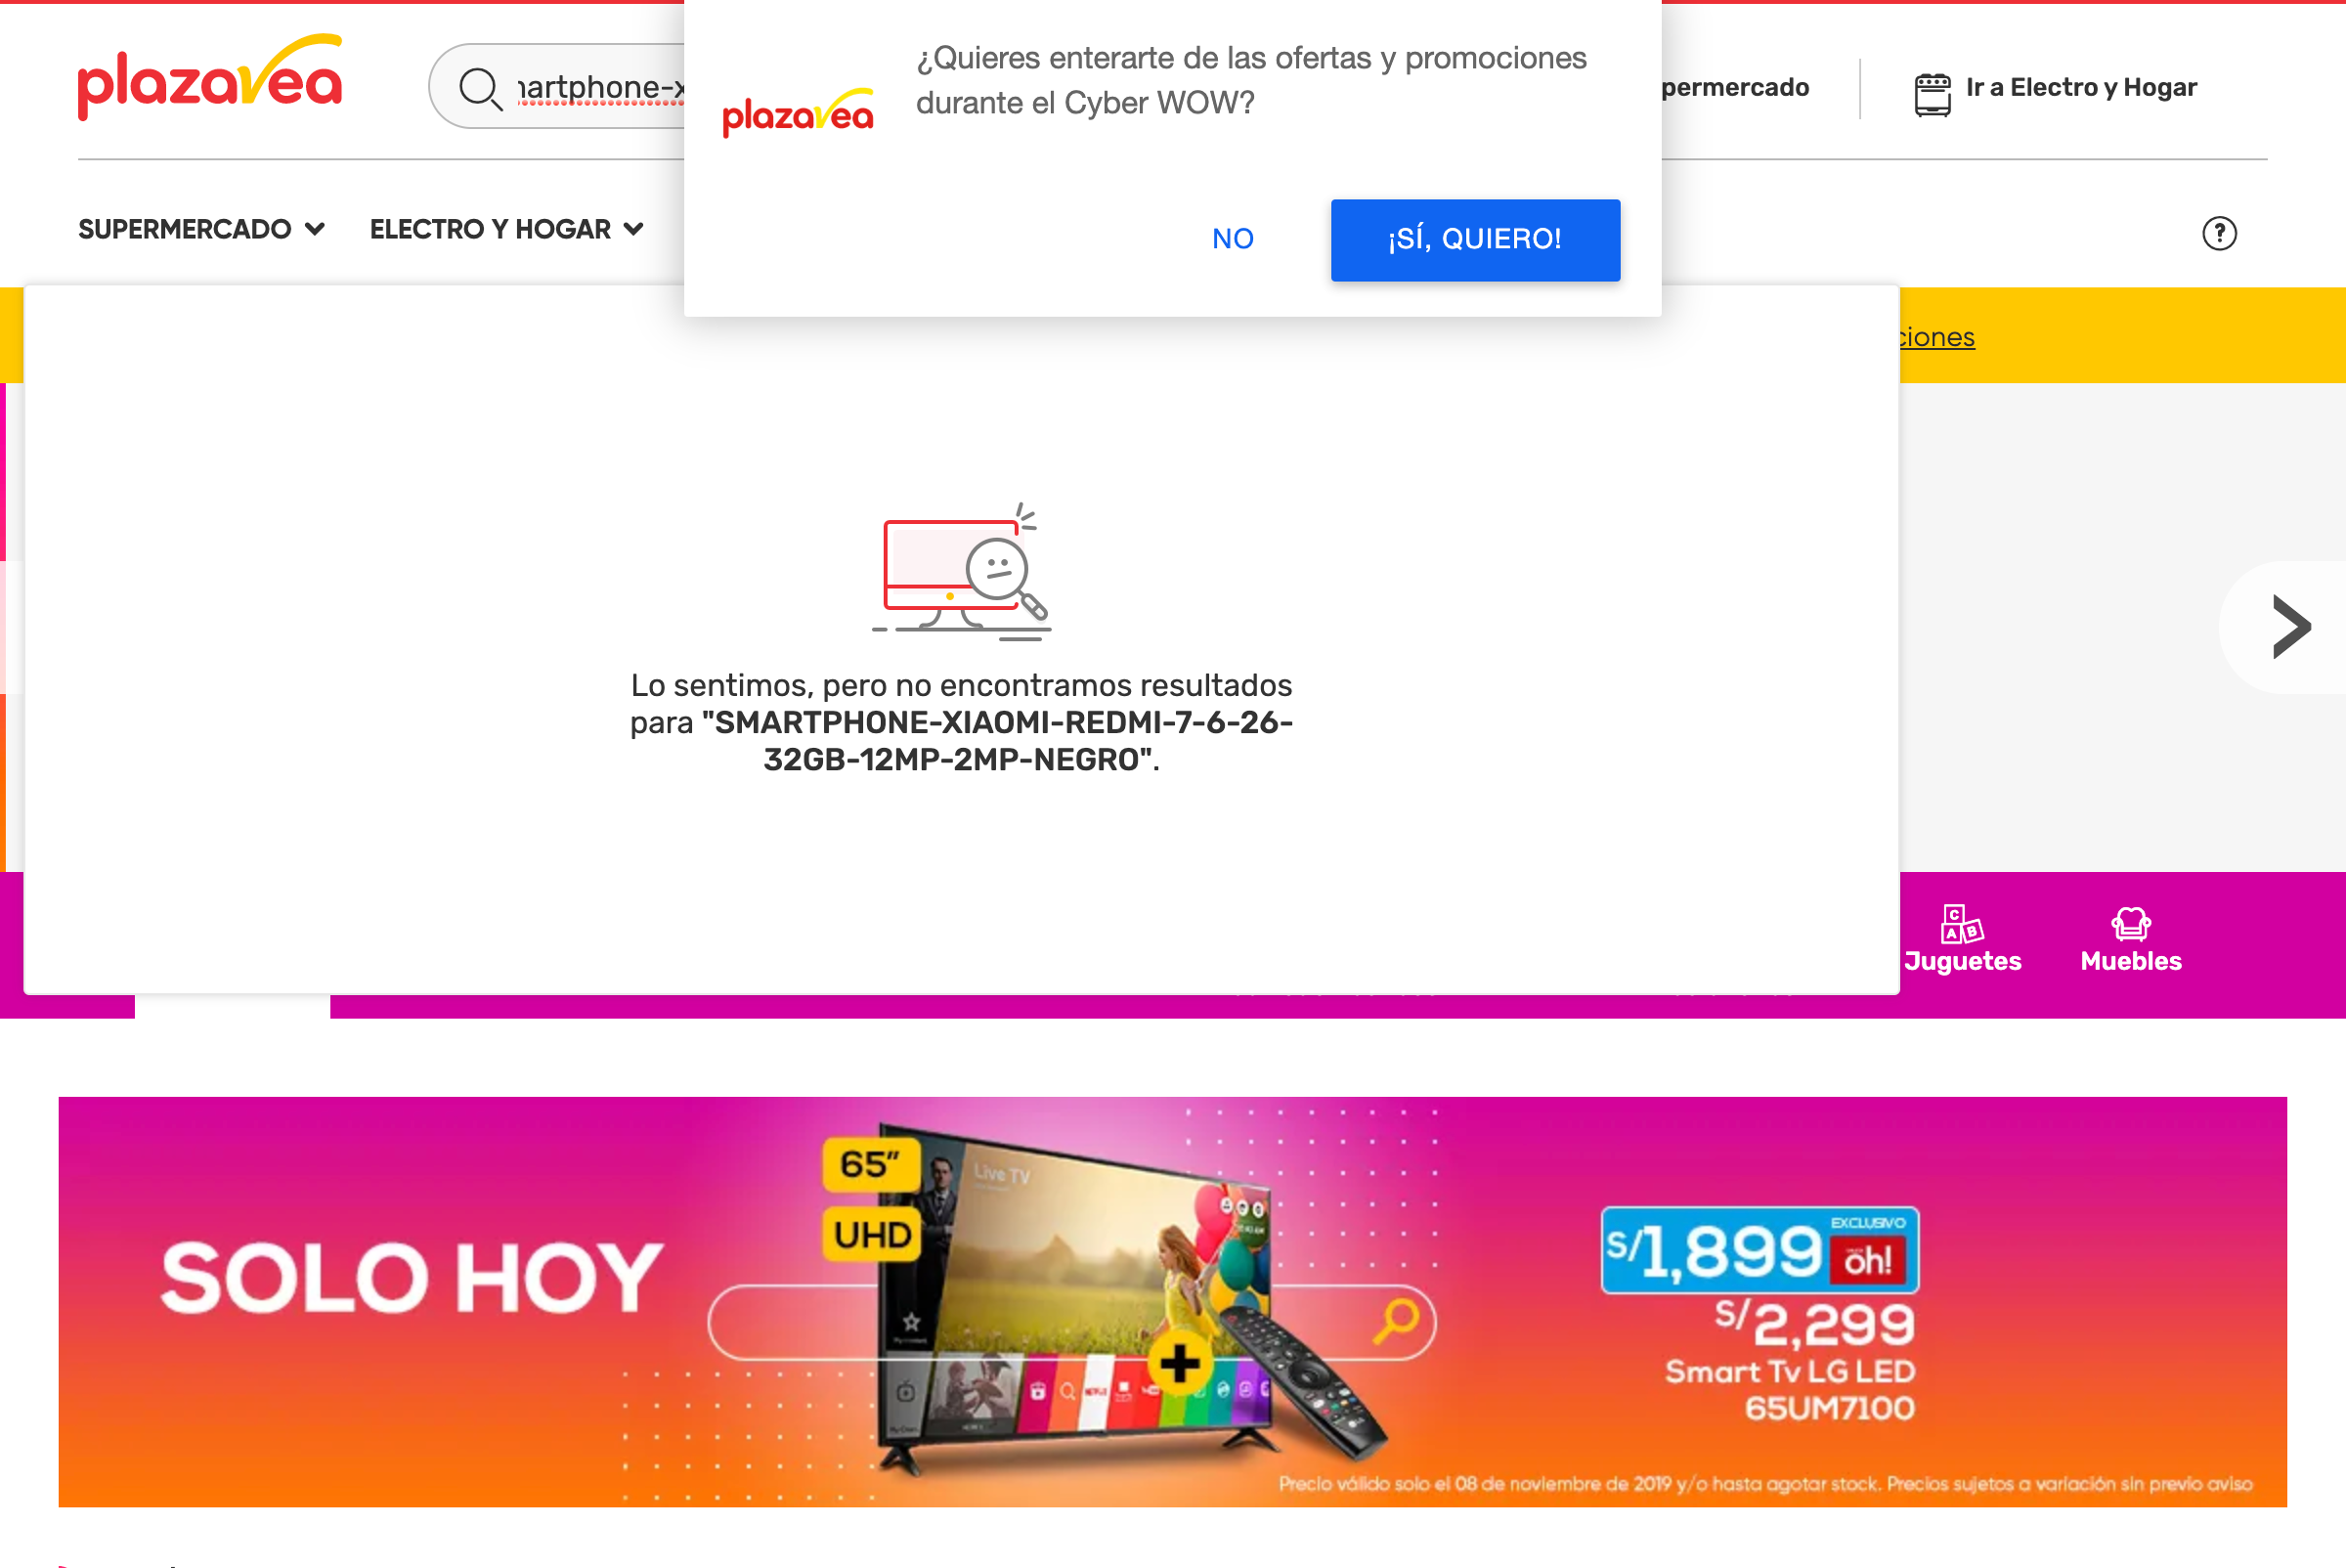 plazavea
nartphone-x
plazavea
¿Quieres enterarte de las ofertas y promociones
durante el Cyber WOW?
permercado
Ir a Electro y Hogar
NO
¡SÍ, QUIERO!
SUPERMERCADO
ELECTRO Y HOGAR
?
ciones
Lo sentimos, pero no encontramos resultados
para "SMARTPHONE-XIAOMI-REDMI-7-6-26-
32GB-12MP-2MP-NEGRO".
C
A B
Juguetes
Muebles
SOLO HOY
65"
UHD
Live TV
S/1,899
EXCLUSIVO
oh!
S/2,299
Smart Tv LG LED
65UM7100
Precio válido solo el 08 de noviembre de 2019 y/o hasta agotar stock. Precios sujetos a variación sin previo aviso